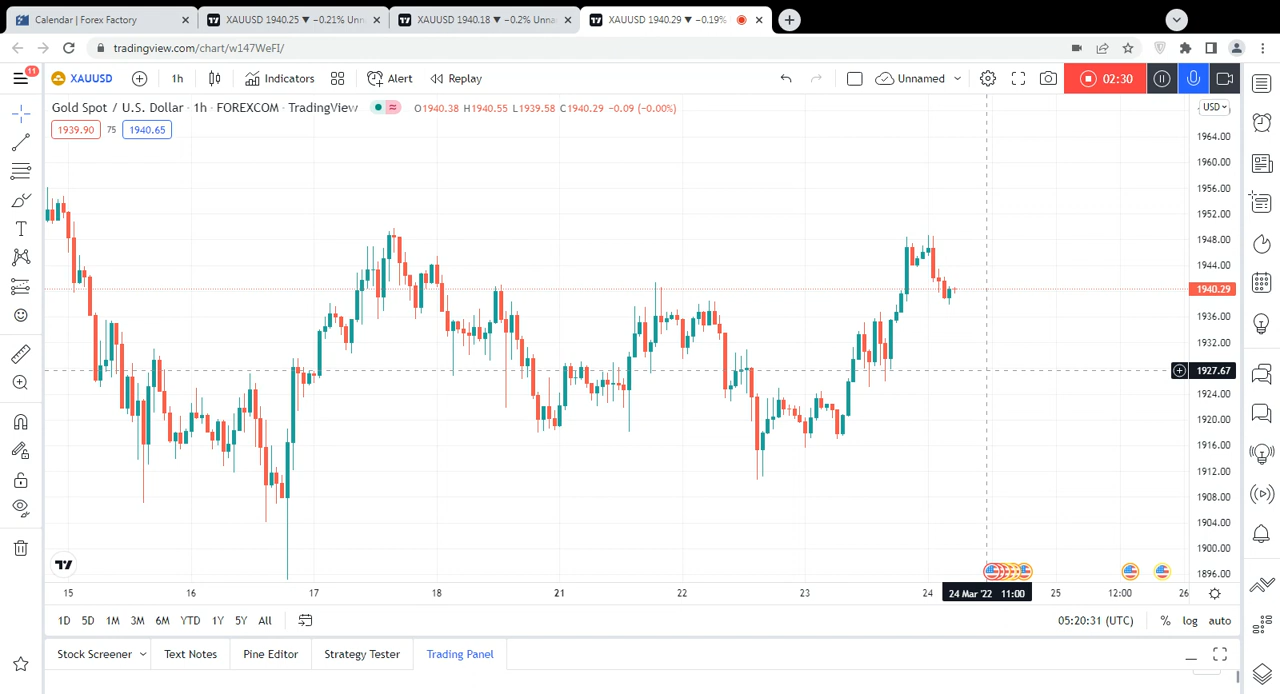 Calendar | Forex Factory
XAUUSD 1940.25 ▼ −0.21% Unn
XAUUSD 1940.18 ▼ −0.2% Unna
XAUUSD 1940.29 ▼ −0.19%
tradingview.com/chart/w147WeFI/
11
XAUUSD
1h
Indicators
Alert
Replay
Unnamed
02:30
Gold Spot / U.S. Dollar · 1h · FOREXCOM · TradingView
O1940.38 H1940.55 L1939.58 C1940.29 −0.09 (−0.00%)
USD
1939.90
75
1940.65
1964.00
1960.00
1956.00
1952.00
1948.00
1944.00
1940.29
1936.00
1932.00
1927.67
1924.00
1920.00
1916.00
1912.00
1908.00
1904.00
1900.00
1896.00
15
16
17
18
21
22
23
24
24 Mar '22 11:00
25
12:00
26
1D
5D
1M
3M
6M
YTD
1Y
5Y
All
05:20:31 (UTC)
%
log
auto
Stock Screener
Text Notes
Pine Editor
Strategy Tester
Trading Panel